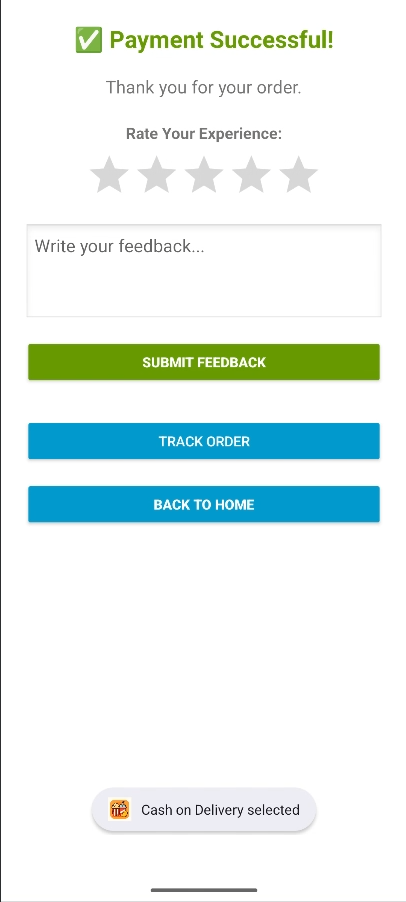 ✅ Payment Successful!
Thank you for your order.
Rate Your Experience:
Write your feedback...
SUBMIT FEEDBACK
TRACK ORDER
BACK TO HOME
Cash on Delivery selected